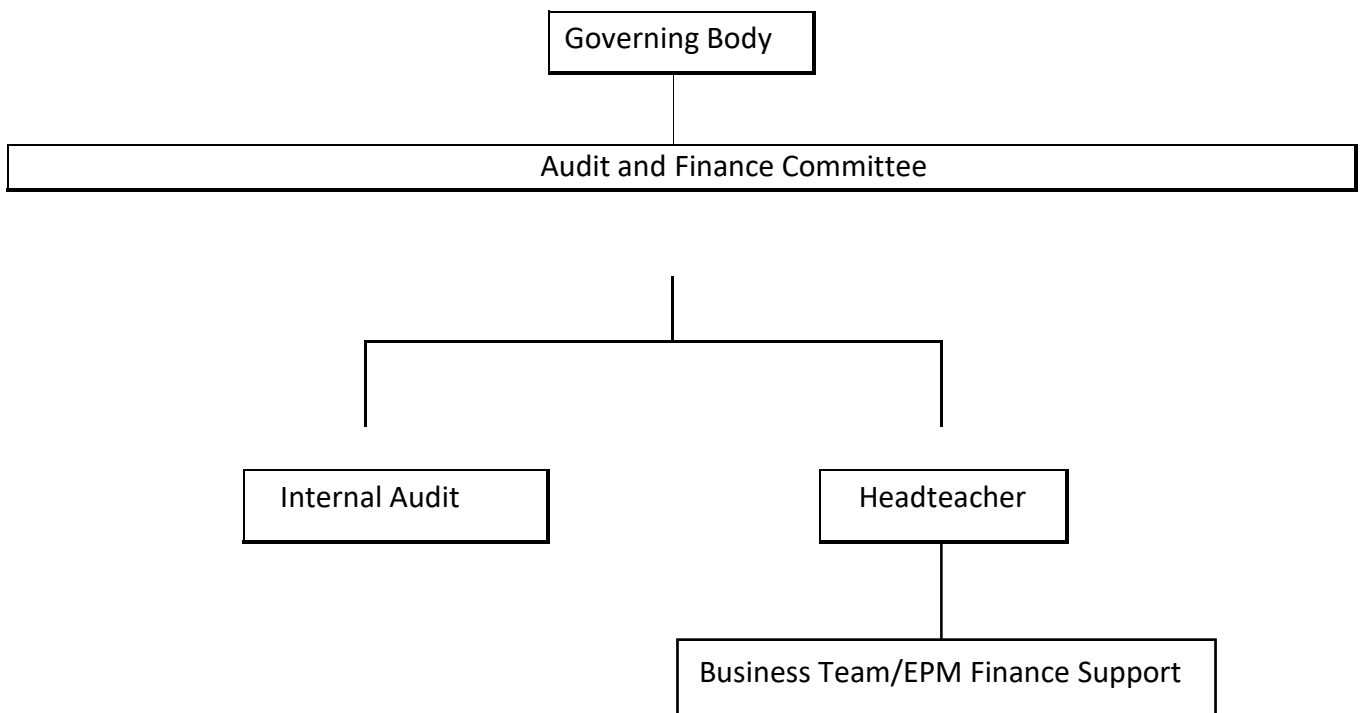 Governing Body
Audit and Finance Committee
Internal Audit
Headteacher
Business Team/EPM Finance Support